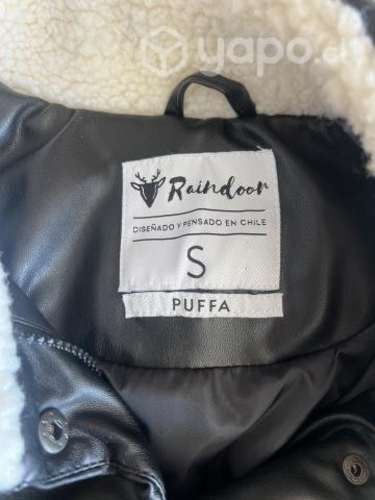 yapo.cl
Raindoor
DISEÑADO Y PENSADO EN CHILE
S
PUFFA